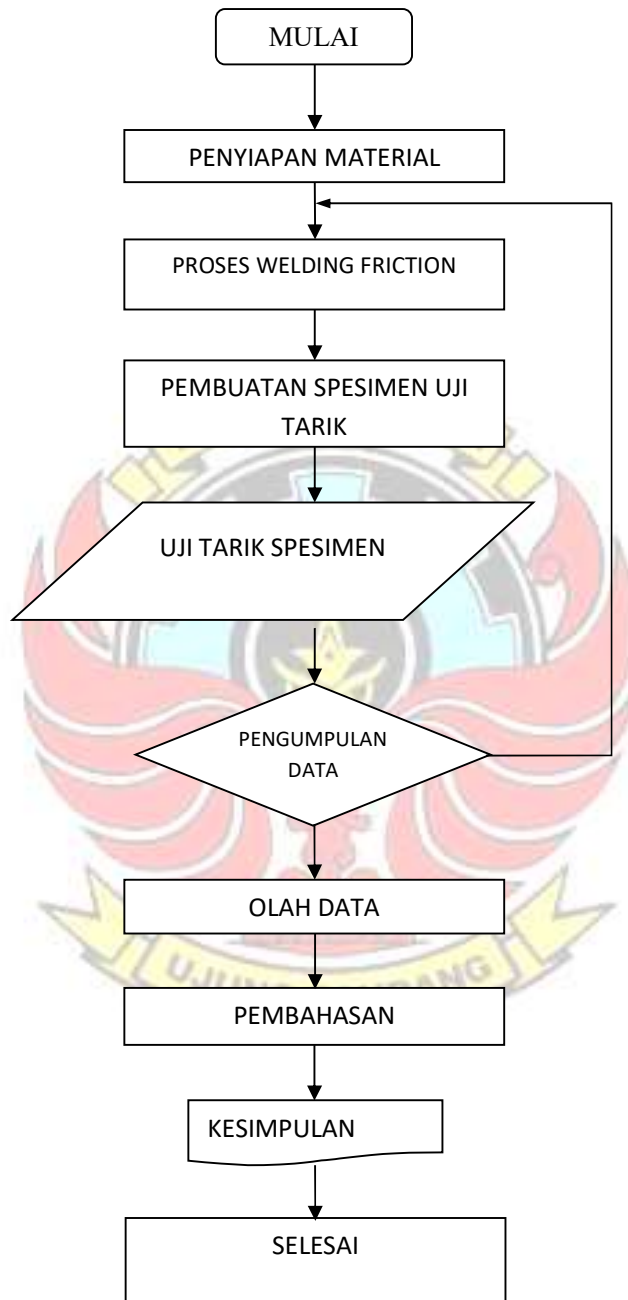 MULAI
PENYIAPAN MATERIAL
PROSES WELDING FRICTION
PEMBUATAN SPESIMEN UJI
TARIK
UJI TARIK SPESIMEN
PENGUMPULAN
DATA
OLAH DATA
PEMBAHASAN
KESIMPULAN
SELESAI